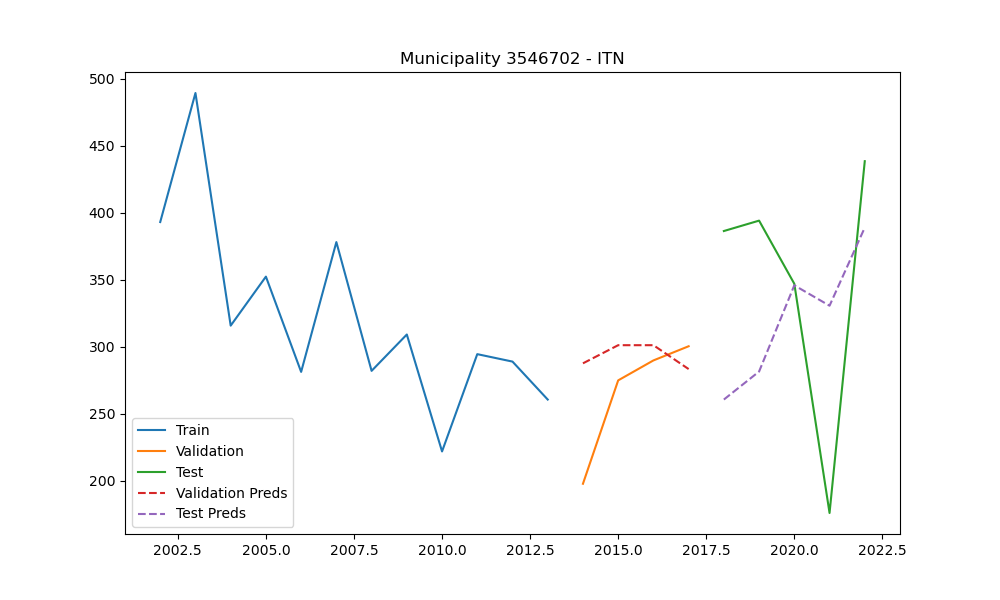 Municipality 3546702 - ITN
500
450
400
350
300
250
200
Train
Validation
Test
Validation Preds
Test Preds
2002.5 2005.0 2007.5 2010.0 2012.5 2015.0 2017.5 2020.0 2022.5